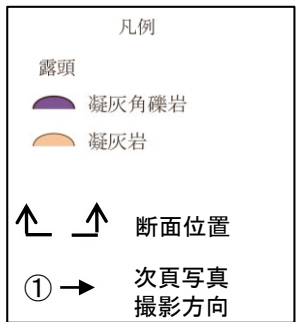 凡例
露頭
凝灰角礫岩
凝灰岩
断面位置
① 次頁写真
撮影方向